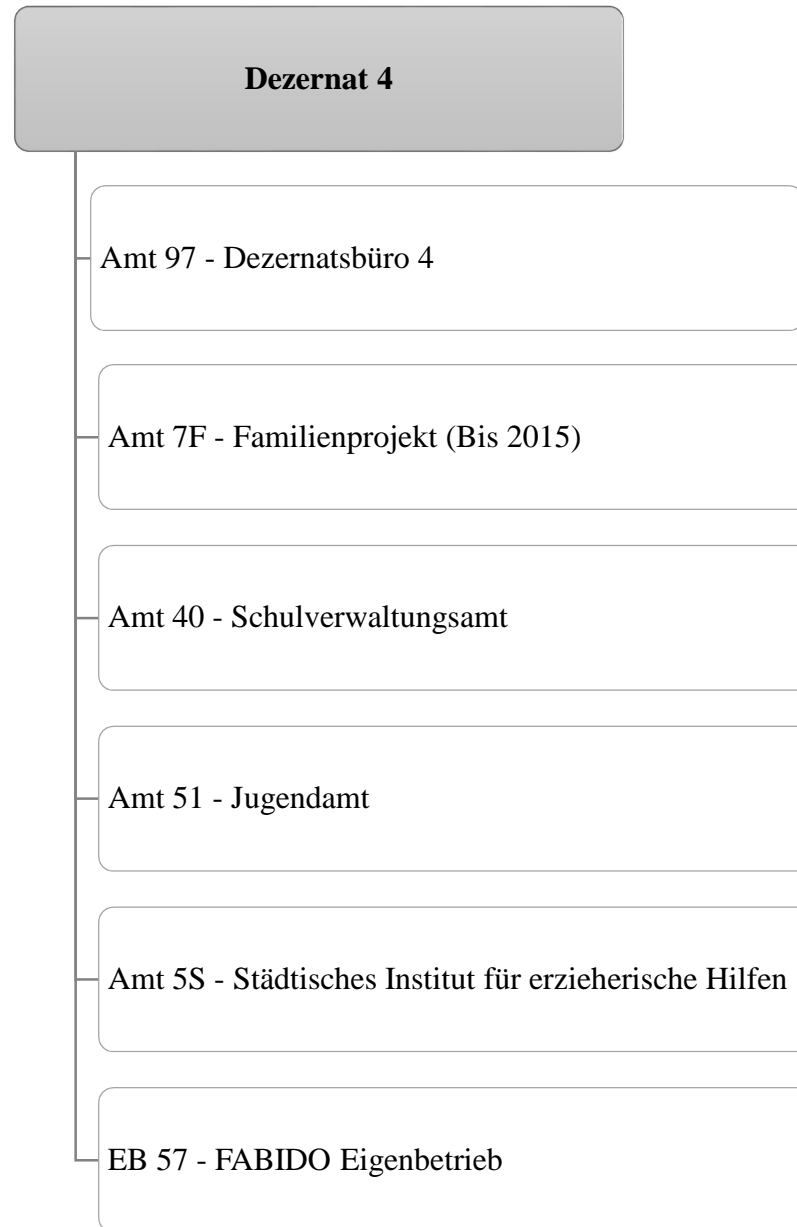 Dezernat 4
Amt 97 - Dezernatsbüro 4
Amt 7F - Familienprojekt (Bis 2015)
Amt 40 - Schulverwaltungsamt
Amt 51 - Jugendamt
Amt 5S - Städtisches Institut für erzieherische Hilfen
EB 57 - FABIDO Eigenbetrieb